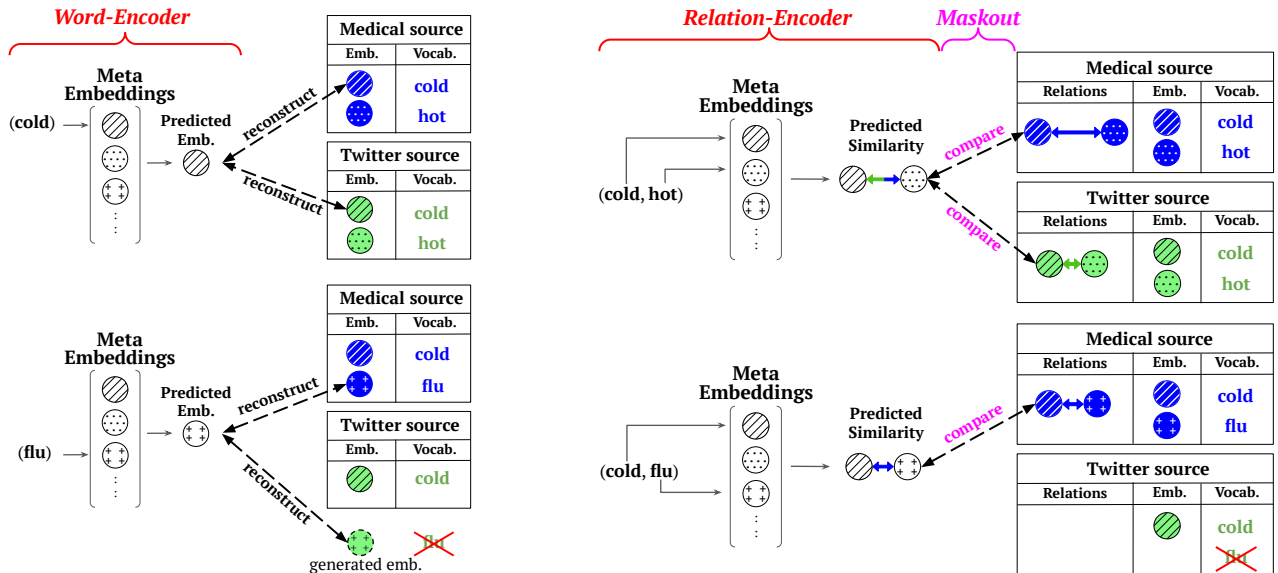 Word-Encoder
Medical source
Emb. Vocab.
cold
hot
Meta
Embeddings
(cold)
Predicted
Emb.
reconstruct
reconstruct
Twitter source
Emb. Vocab.
cold
hot
Medical source
Emb. Vocab.
cold
flu
Meta
Embeddings
(flu)
Predicted
Emb.
reconstruct
reconstruct
Twitter source
Emb. Vocab.
cold
flu
generated emb.
Relation-Encoder
Maskout
Medical source
Relations Emb. Vocab.
cold
hot
Meta
Embeddings
(cold, hot)
Predicted
Similarity
compare
compare
Twitter source
Relations Emb. Vocab.
cold
hot
Medical source
Relations Emb. Vocab.
cold
flu
Meta
Embeddings
(cold, flu)
Predicted
Similarity
compare
Twitter source
Relations Emb. Vocab.
cold
flu